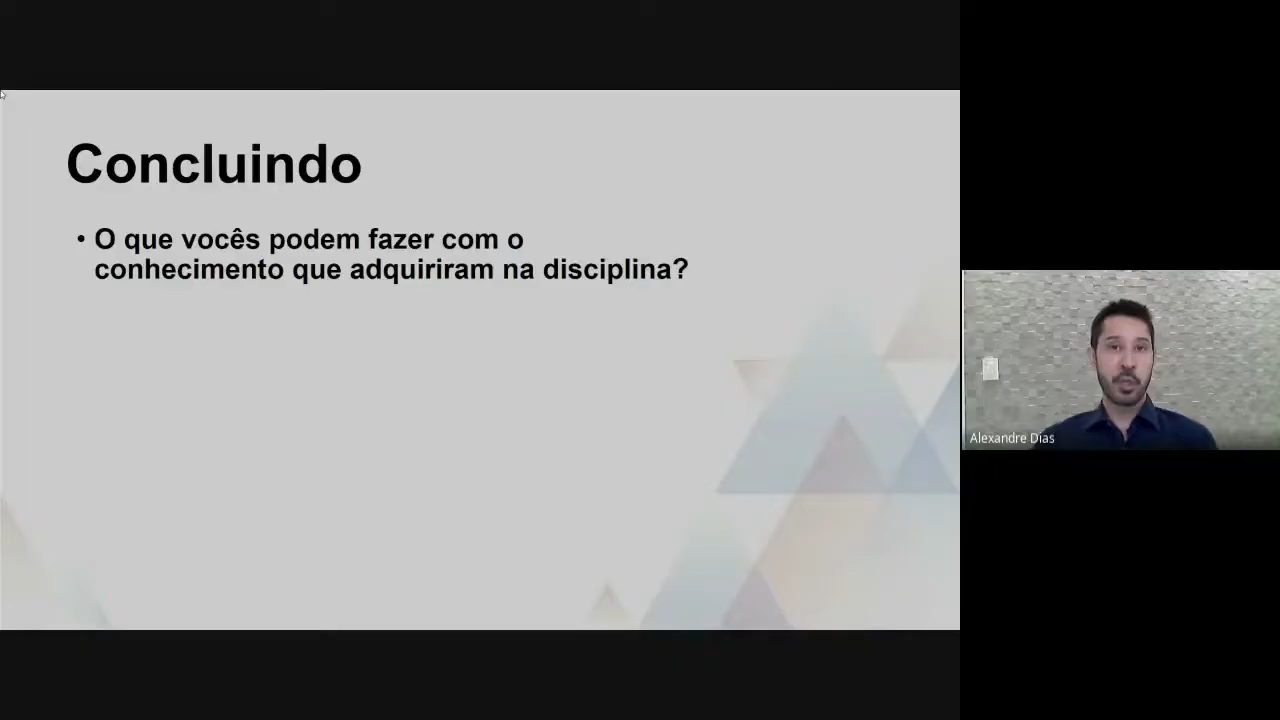 Concluindo
• O que vocês podem fazer com o
conhecimento que adquiriram na disciplina?
Alexandre Dias